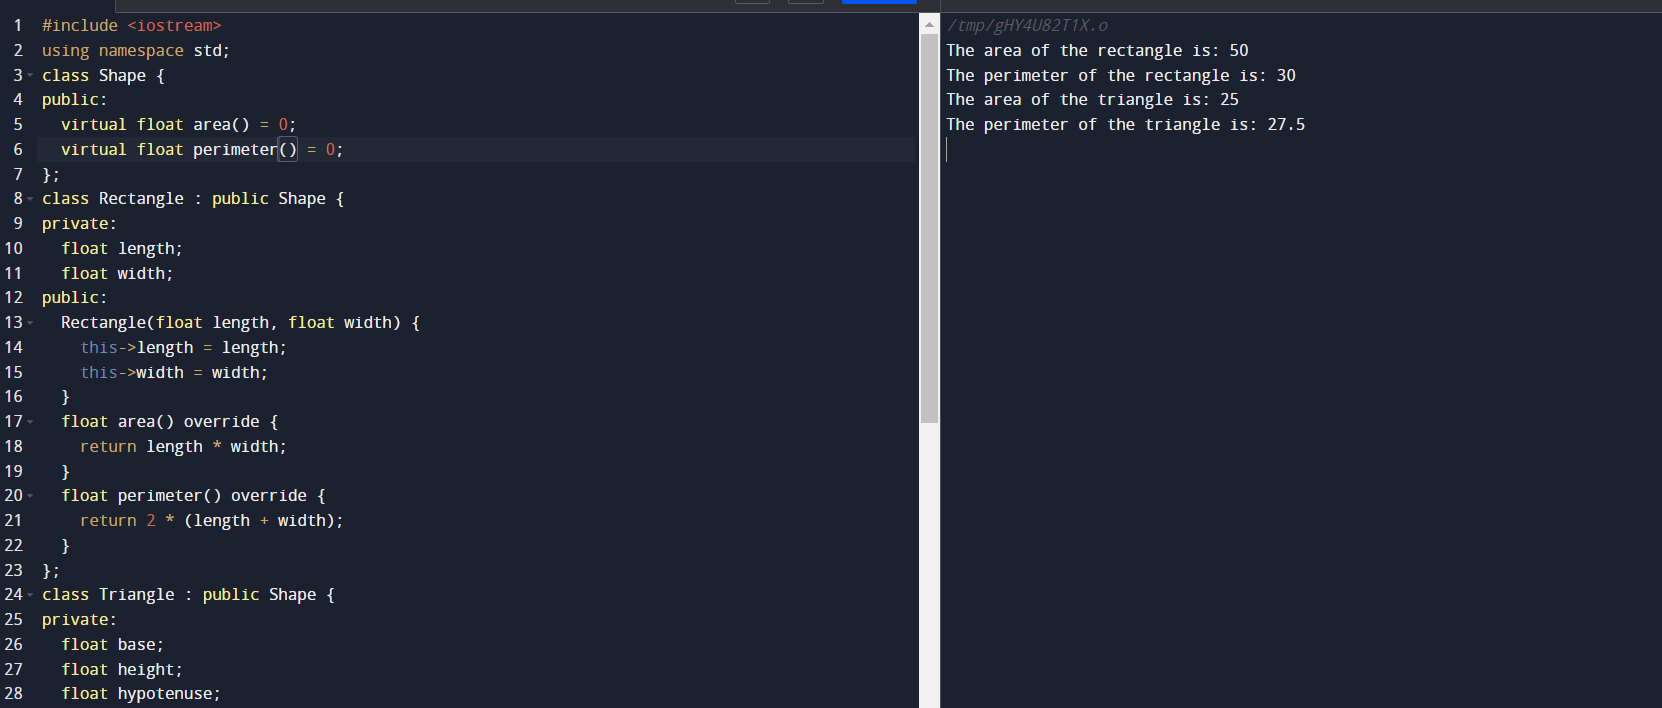 1 #include <iostream>
2 using namespace std;
3 class Shape {
4 public:
5 virtual float area() = 0;
6 virtual float perimeter() = 0;
7 };
8 class Rectangle : public Shape {
9 private:
10 float length;
11 float width;
12 public:
13 Rectangle(float length, float width) {
14 this->length = length;
15 this->width = width;
16 }
17 float area() override {
18 return length * width;
19 }
20 float perimeter() override {
21 return 2 * (length + width);
22 }
23 };
24 class Triangle : public Shape {
25 private:
26 float base;
27 float height;
28 float hypotenuse;
/tmp/gHY4U82T1X.o
The area of the rectangle is: 50
The perimeter of the rectangle is: 30
The area of the triangle is: 25
The perimeter of the triangle is: 27.5